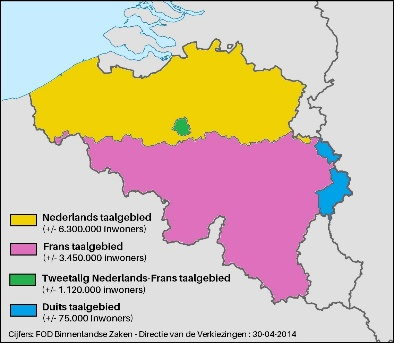 Nederlands taalgebied
(+/- 6.300.000 inwoners)
Frans taalgebied
(+/- 3.450.000 inwoners)
Tweetalig Nederlands-Frans taalgebied
(+/- 1.120.000 inwoners)
Duits taalgebied
(+/- 75.000 inwoners)
Cijfers: FOD Binnenlandse Zaken - Directie van de Verkiezingen : 30-04-2014